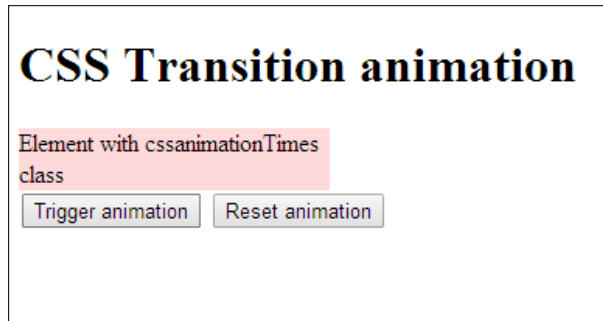 CSS Transition animation
Element with cssanimationTimes
class
Trigger animation Reset animation